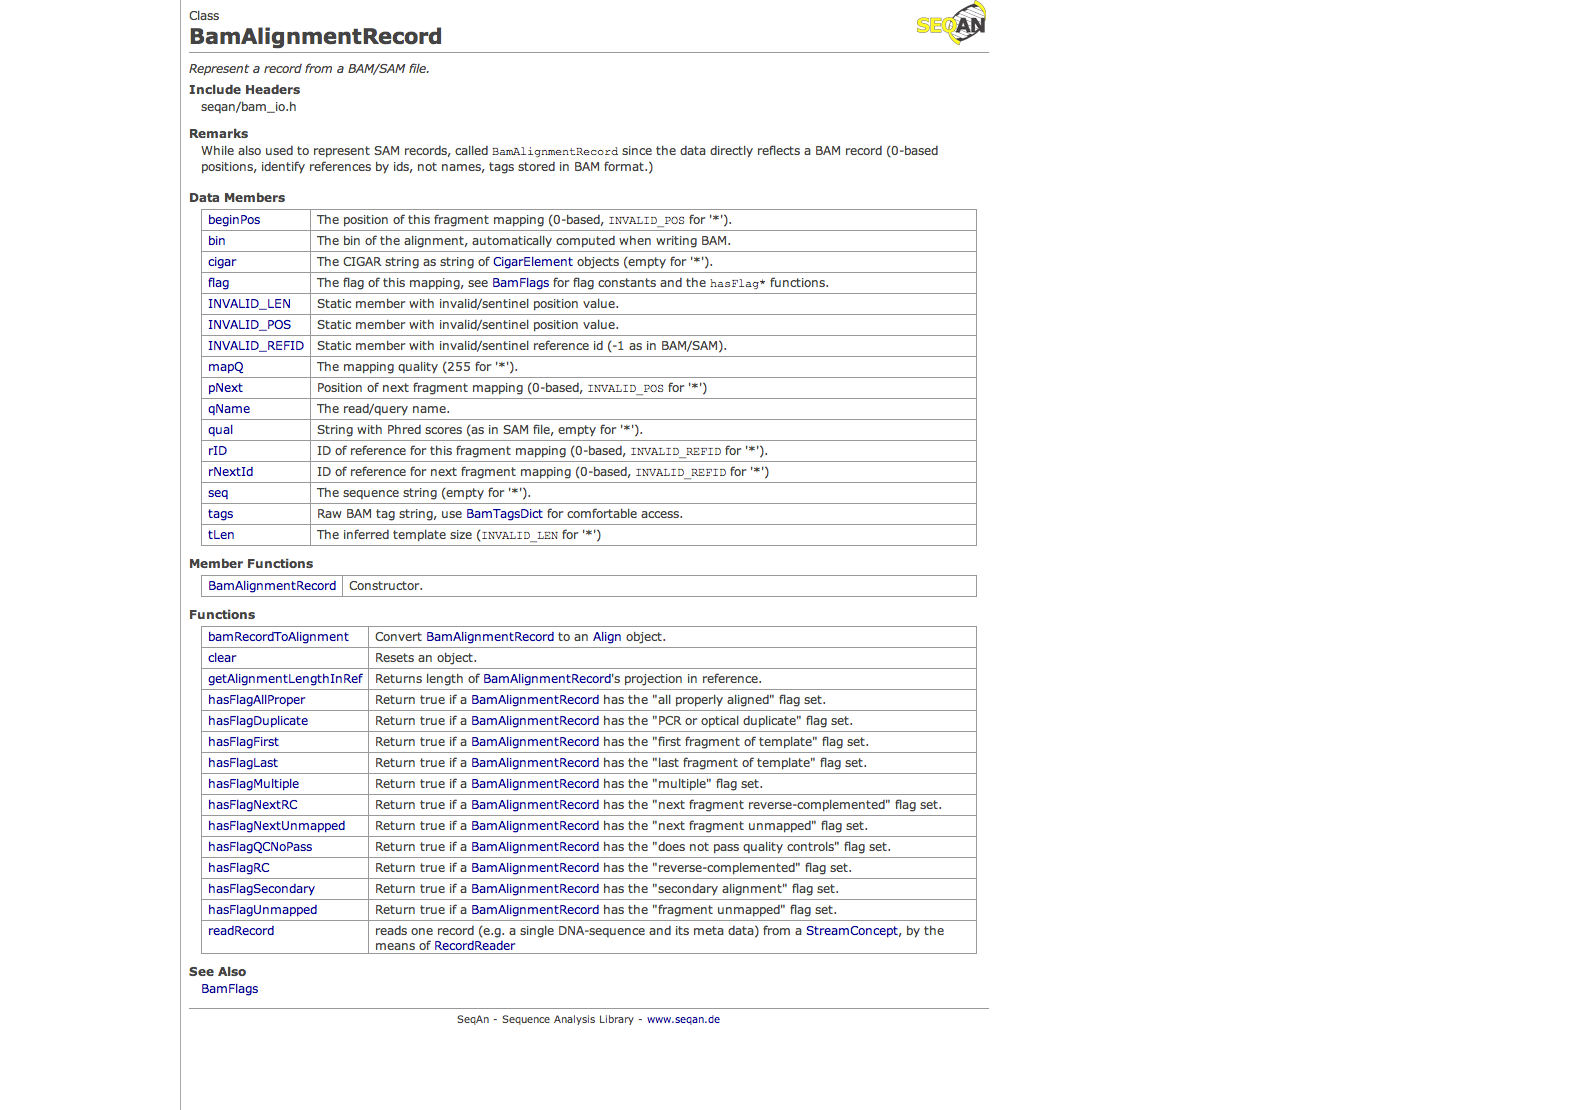 Class
BamAlignmentRecord
SEQAN
Represent a record from a BAM/SAM file.
Include Headers
seqan/bam_io.h
Remarks
While also used to represent SAM records, called BamAlignmentRecord since the data directly reflects a BAM record (0-based
positions, identify references by ids, not names, tags stored in BAM format.)
Data Members
beginPos The position of this fragment mapping (0-based, INVALID_POS for '*').
bin The bin of the alignment, automatically computed when writing BAM.
cigar The CIGAR string as string of CigarElement objects (empty for '*').
flag The flag of this mapping, see BamFlags for flag constants and the hasFlag* functions.
INVALID_LEN Static member with invalid/sentinel position value.
INVALID_POS Static member with invalid/sentinel position value.
INVALID_REFID Static member with invalid/sentinel reference id (-1 as in BAM/SAM).
mapQ The mapping quality (255 for '*').
pNext Position of next fragment mapping (0-based, INVALID_POS for '*')
qName The read/query name.
qual String with Phred scores (as in SAM file, empty for '*').
rID ID of reference for this fragment mapping (0-based, INVALID_REFID for '*').
rNextId ID of reference for next fragment mapping (0-based, INVALID_REFID for '*')
seq The sequence string (empty for '*').
tags Raw BAM tag string, use BamTagsDict for comfortable access.
tLen The inferred template size (INVALID_LEN for '*')
Member Functions
BamAlignmentRecord Constructor.
Functions
bamRecordToAlignment Convert BamAlignmentRecord to an Align object.
clear Resets an object.
getAlignmentLengthInRef Returns length of BamAlignmentRecord's projection in reference.
hasFlagAllProper Return true if a BamAlignmentRecord has the "all properly aligned" flag set.
hasFlagDuplicate Return true if a BamAlignmentRecord has the "PCR or optical duplicate" flag set.
hasFlagFirst Return true if a BamAlignmentRecord has the "first fragment of template" flag set.
hasFlagLast Return true if a BamAlignmentRecord has the "last fragment of template" flag set.
hasFlagMultiple Return true if a BamAlignmentRecord has the "multiple" flag set.
hasFlagNextRC Return true if a BamAlignmentRecord has the "next fragment reverse-complemented" flag set.
hasFlagNextUnmapped Return true if a BamAlignmentRecord has the "next fragment unmapped" flag set.
hasFlagQCNoPass Return true if a BamAlignmentRecord has the "does not pass quality controls" flag set.
hasFlagRC Return true if a BamAlignmentRecord has the "reverse-complemented" flag set.
hasFlagSecondary Return true if a BamAlignmentRecord has the "secondary alignment" flag set.
hasFlagUnmapped Return true if a BamAlignmentRecord has the "fragment unmapped" flag set.
readRecord reads one record (e.g. a single DNA-sequence and its meta data) from a StreamConcept, by the
means of RecordReader
See Also
BamFlags
SeqAn - Sequence Analysis Library - www.seqan.de